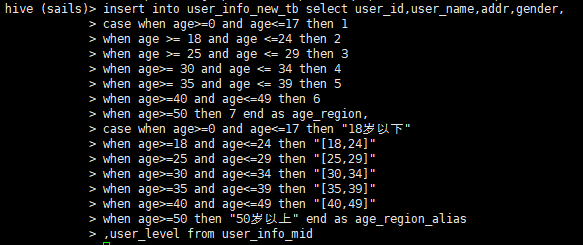 hive (sails)> insert into user_info_new_tb select user_id,user_name,addr,gender,
> case when age>=0 and age<=17 then 1
> when age >= 18 and age <=24 then 2
> when age >= 25 and age <= 29 then 3
> when age>= 30 and age <= 34 then 4
> when age>= 35 and age <= 39 then 5
> when age>=40 and age<=49 then 6
> when age>=50 then 7 end as age_region,
> case when age>=0 and age<=17 then "18岁以下"
> when age>=18 and age<=24 then "[18,24]"
> when age>=25 and age<=29 then "[25,29]"
> when age>=30 and age<=34 then "[30,34]"
> when age>=35 and age<=39 then "[35,39]"
> when age>=40 and age<=49 then "[40,49]"
> when age>=50 then "50岁以上" end as age_region_alias
> ,user_level from user_info_mid